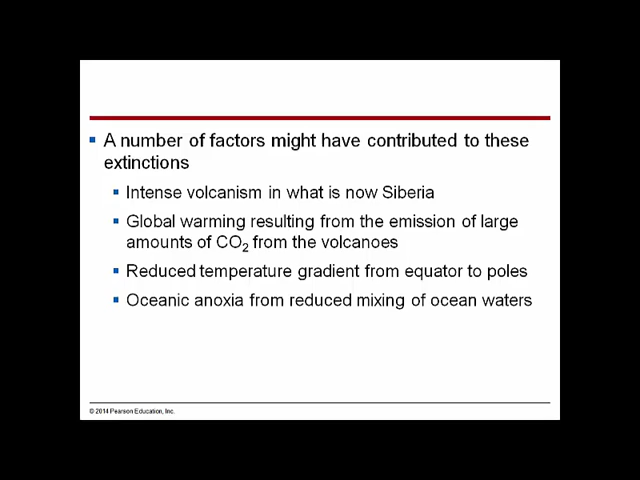 A number of factors might have contributed to these
extinctions
Intense volcanism in what is now Siberia
Global warming resulting from the emission of large
amounts of CO2 from the volcanoes
Reduced temperature gradient from equator to poles
Oceanic anoxia from reduced mixing of ocean waters
© 2014 Pearson Education, Inc.